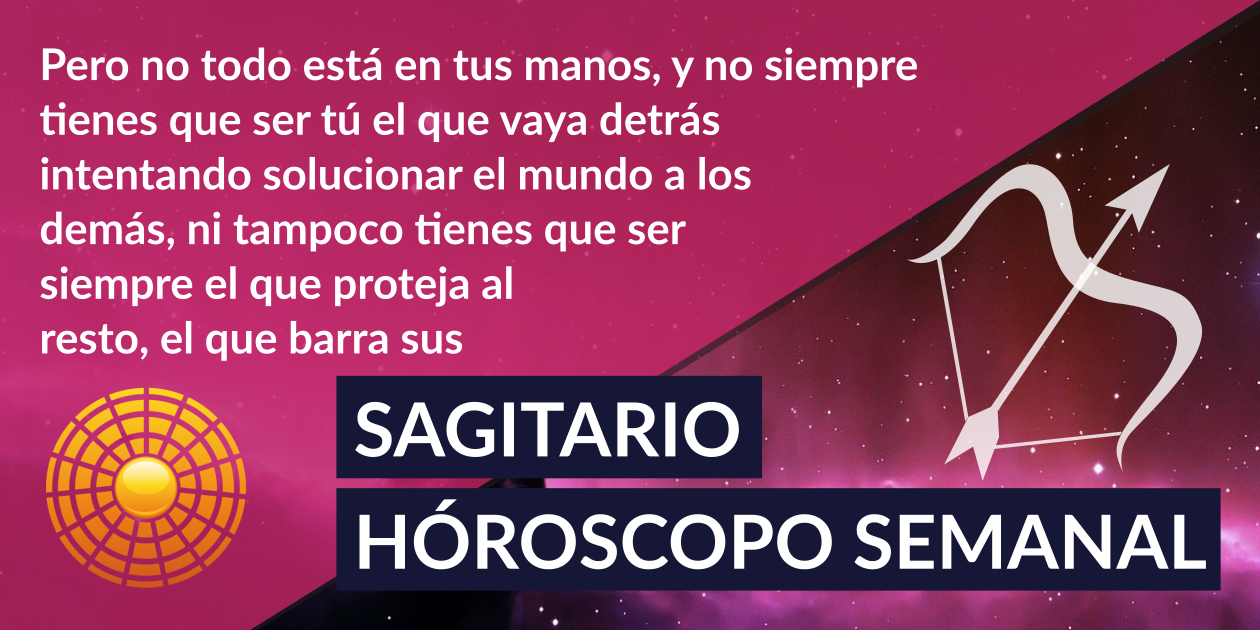 Pero no todo está en tus manos, y no siempre
tienes que ser tú el que vaya detrás
intentando solucionar el mundo a los
demás, ni tampoco tienes que ser
siempre el que proteja al
resto, el que barra sus
SAGITARIO
HÓROSCOPO SEMANAL